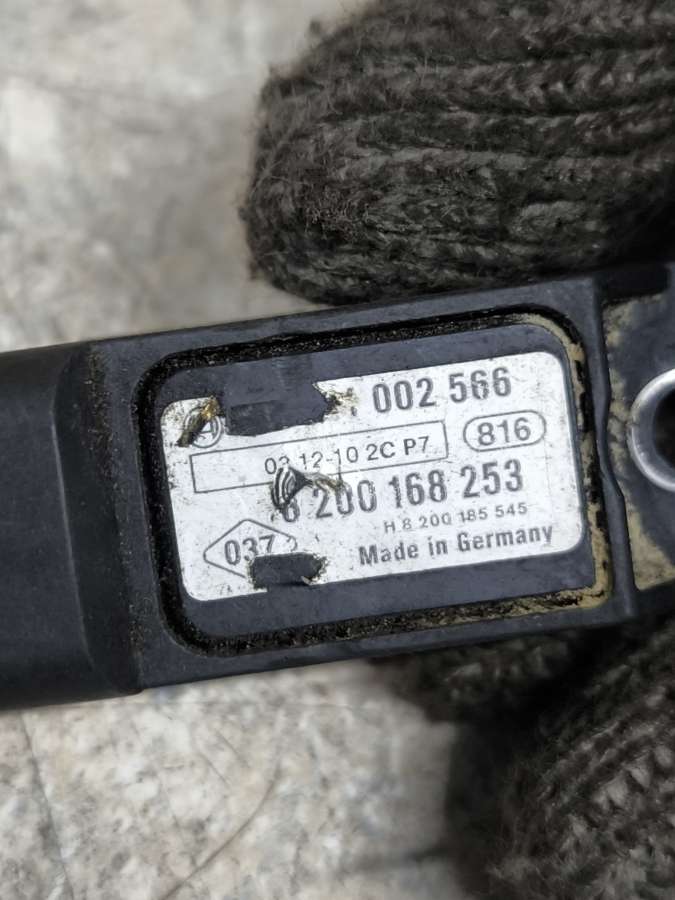 002 566
03 12 10 2C P7 816
8 200 168 253
H 8 200 185 545
037
Made in Germany